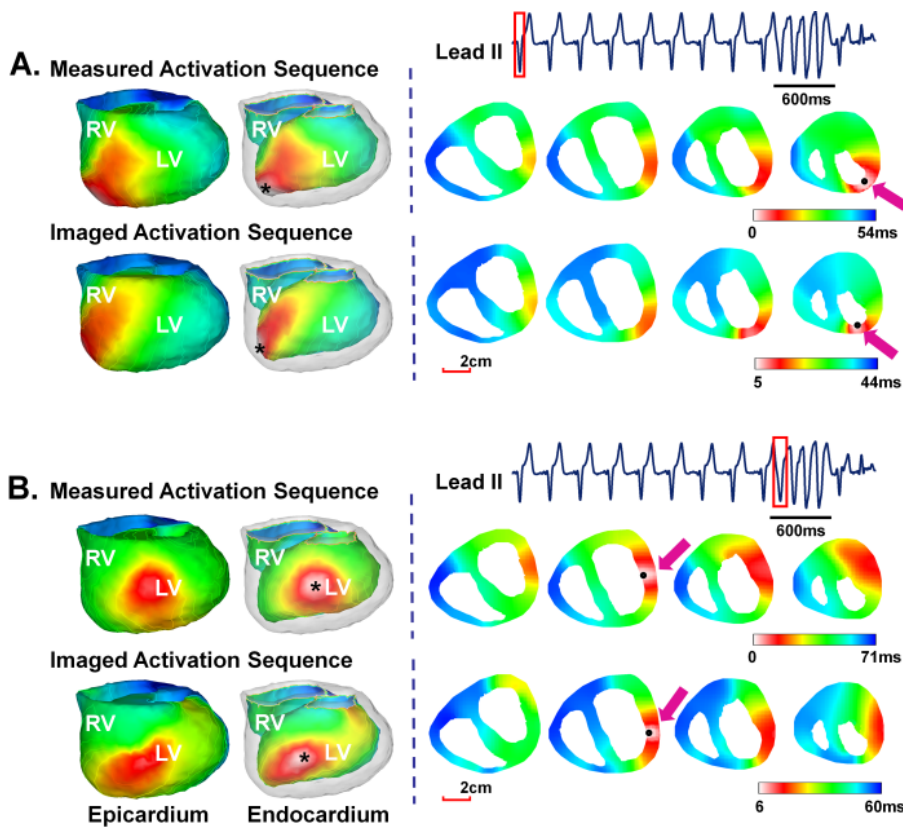 A. Measured Activation Sequence
Lead II
600ms
RV
LV
RV
LV
*
0 54ms
Imaged Activation Sequence
RV
LV
RV
LV
*
2cm
5 44ms
B. Measured Activation Sequence
Lead II
600ms
RV
LV
RV
* LV
0 71ms
Imaged Activation Sequence
RV
LV
RV
LV
*
2cm
6 60ms
Epicardium Endocardium